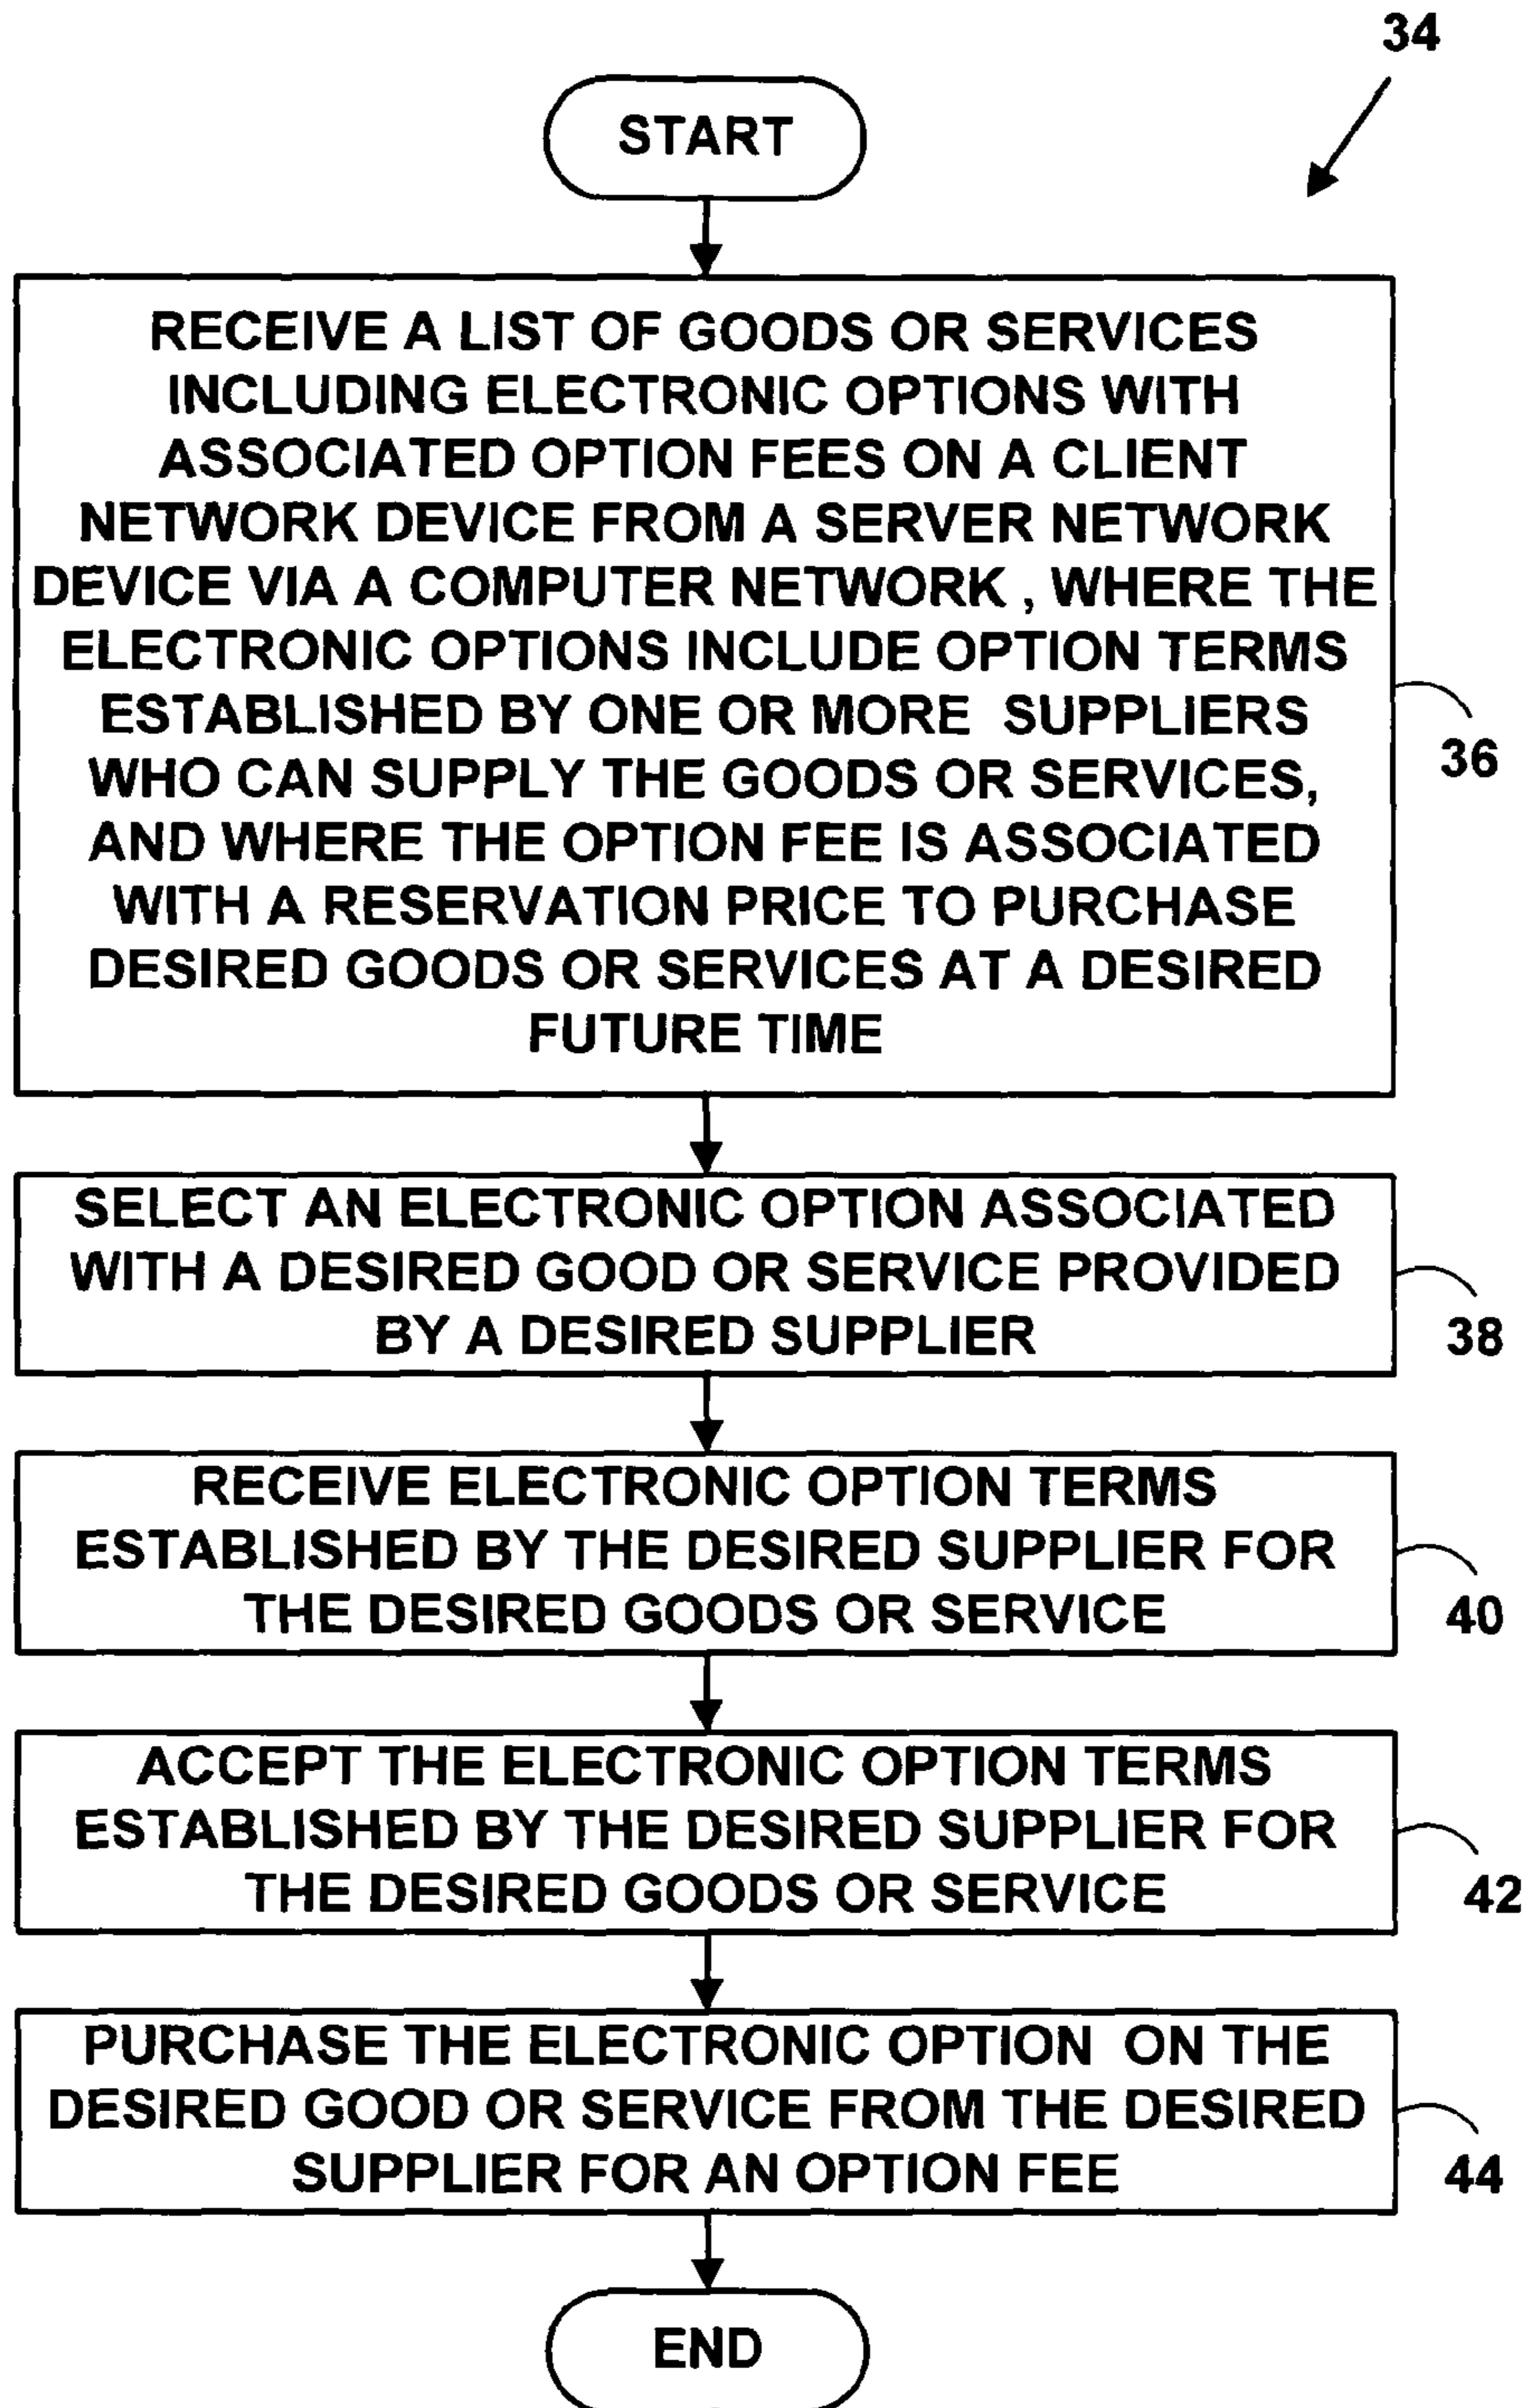 34
START
RECEIVE A LIST OF GOODS OR SERVICES
INCLUDING ELECTRONIC OPTIONS WITH
ASSOCIATED OPTION FEES ON A CLIENT
NETWORK DEVICE FROM A SERVER NETWORK
DEVICE VIA A COMPUTER NETWORK , WHERE THE
ELECTRONIC OPTIONS INCLUDE OPTION TERMS
ESTABLISHED BY ONE OR MORE SUPPLIERS
WHO CAN SUPPLY THE GOODS OR SERVICES,
AND WHERE THE OPTION FEE IS ASSOCIATED
WITH A RESERVATION PRICE TO PURCHASE
DESIRED GOODS OR SERVICES AT A DESIRED
FUTURE TIME
36
SELECT AN ELECTRONIC OPTION ASSOCIATED
WITH A DESIRED GOOD OR SERVICE PROVIDED
BY A DESIRED SUPPLIER
38
RECEIVE ELECTRONIC OPTION TERMS
ESTABLISHED BY THE DESIRED SUPPLIER FOR
THE DESIRED GOODS OR SERVICE
40
ACCEPT THE ELECTRONIC OPTION TERMS
ESTABLISHED BY THE DESIRED SUPPLIER FOR
THE DESIRED GOODS OR SERVICE
42
PURCHASE THE ELECTRONIC OPTION ON THE
DESIRED GOOD OR SERVICE FROM THE DESIRED
SUPPLIER FOR AN OPTION FEE
44
END